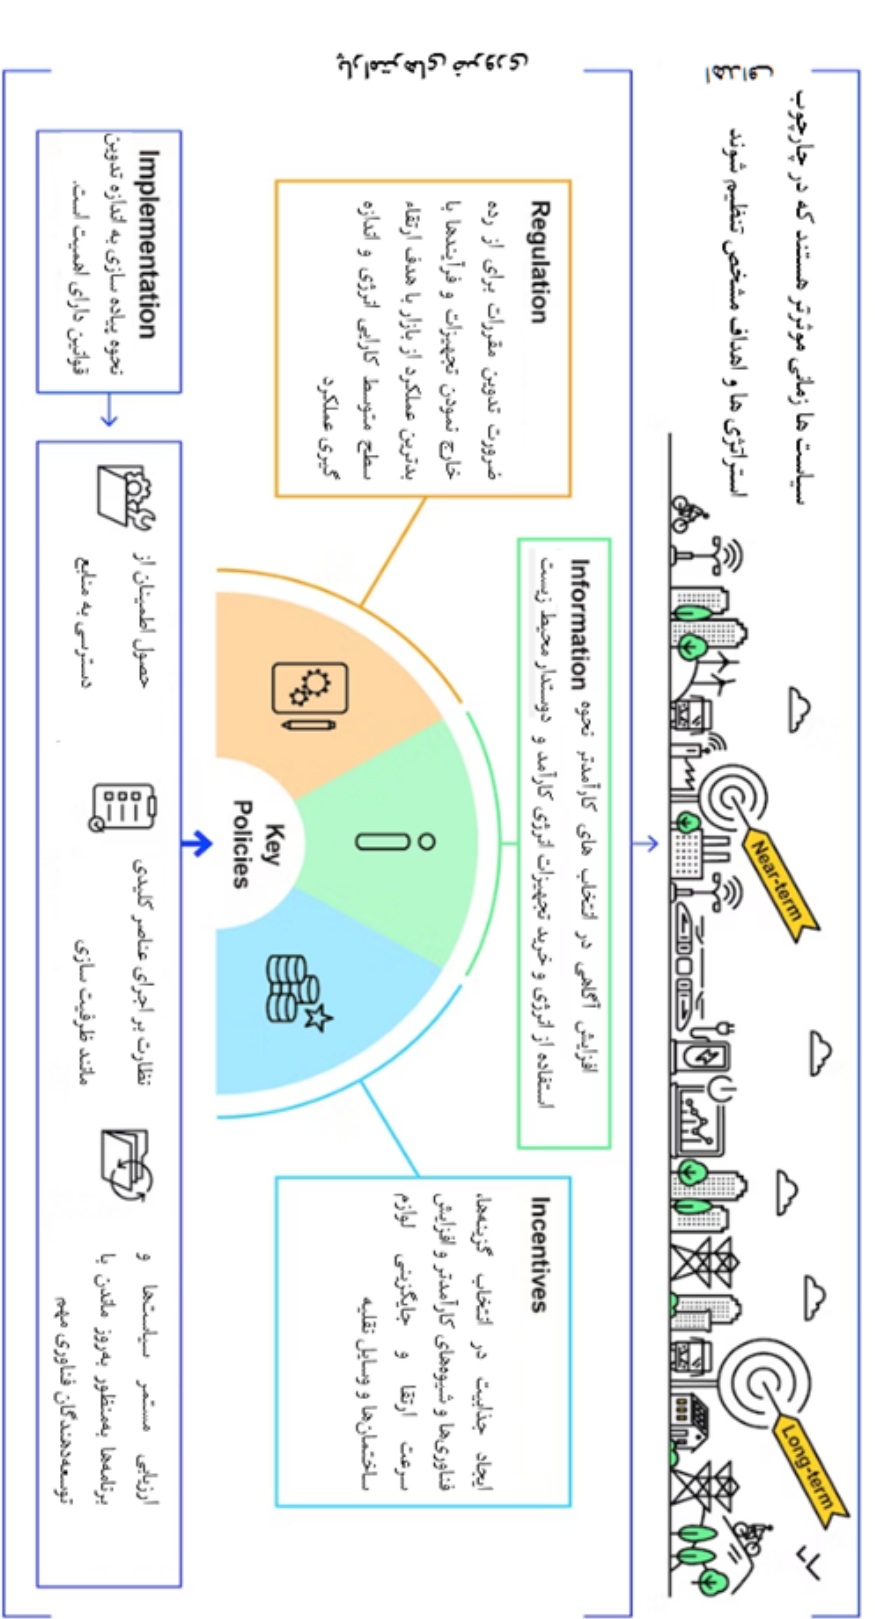 اهداف
سیاست ها زمانی موثرتر هستند که در چارچوب
استراتژی ها و اهداف مشخص تنظیم شوند
Near-term
Long-term
پارامترهای ضروری
Regulation
ضرورت تدوین مقررات برای از رده
خارج نمودن تجهیزات و فرآیندها با
بدترین عملکرد از بازار با هدف ارتقاء
سطح متوسط کارایی انرژی و اندازه
گیری عملکرد
Information
افزایش آگاهی در انتخاب های کارآمدتر نحوه
استفاده از انرژی و خرید تجهیزات انرژی کارآمد و دوستدار محیط زیست
Incentives
ایجاد جذابیت در انتخاب گزینه‌ها،
فناوری‌ها و شیوه‌های کارآمدتر و افزایش
سرعت ارتقا و جایگزینی لوازم
ساختمان‌ها و وسایل نقلیه
Key
Policies
Implementation
نحوه پیاده سازی به اندازه تدوین
قوانین دارای اهمیت است.
حصول اطمینان از
دسترسی به منابع
نظارت بر اجرای عناصر کلیدی
مانند ظرفیت سازی
ارزیابی مستمر سیاست‌ها و
برنامه‌ها به‌منظور به‌روز ماندن با
توسعه‌دهندگان فناوری مهم